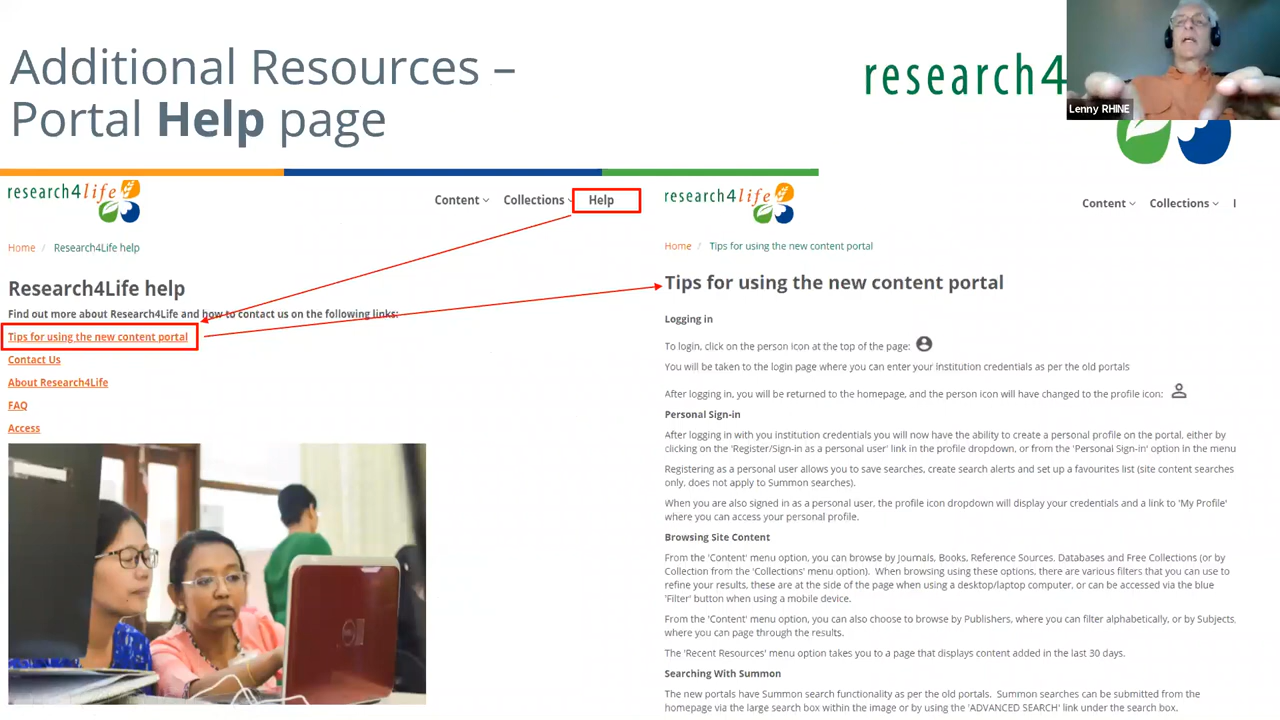 Additional Resources –
Portal Help page
research4
Lenny RHINE
research4life
Content
Collections
Help
Home / Research4Life help
Research4Life help
Find out more about Research4Life and how to contact us on the following links:
Tips for using the new content portal
Contact Us
About Research4Life
FAQ
Access
research4life
Content
Collections
Home / Tips for using the new content portal
Tips for using the new content portal
Logging in
To login, click on the person icon at the top of the page:
You will be taken to the login page where you can enter your institution credentials as per the old portals
After logging in, you will be returned to the homepage, and the person icon will have changed to the profile icon:
Personal Sign-in
After logging in with you institution credentials you will now have the ability to create a personal profile on the portal, either by
clicking on the 'Register/Sign-in as a personal user' link in the profile dropdown, or from the 'Personal Sign-in' option in the menu
Registering as a personal user allows you to save searches, create search alerts and set up a favourites list (site content searches
only, does not apply to Summon searches).
When you are also signed in as a personal user, the profile icon dropdown will display your credentials and a link to 'My Profile'
where you can access your personal profile.
Browsing Site Content
From the 'Content' menu option, you can browse by Journals, Books, Reference Sources, Databases and Free Collections (or by
Collection from the 'Collections' menu option). When browsing using these options, there are various filters that you can use to
refine your results, these are at the side of the page when using a desktop/laptop computer, or can be accessed via the blue
'Filter' button when using a mobile device.
From the 'Content' menu option, you can also choose to browse by Publishers, where you can filter alphabetically, or by Subjects,
where you can page through the results.
The 'Recent Resources' menu option takes you to a page that displays content added in the last 30 days.
Searching With Summon
The new portals have Summon search functionality as per the old portals. Summon searches can be submitted from the
homepage via the large search box within the image or by using the 'ADVANCED SEARCH' link under the search box.